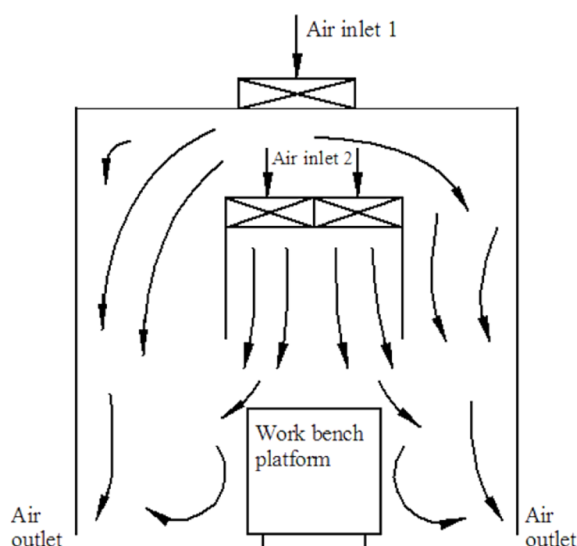 Air inlet 1
Air inlet 2
Work bench
platform
Air
outlet
Air
outlet